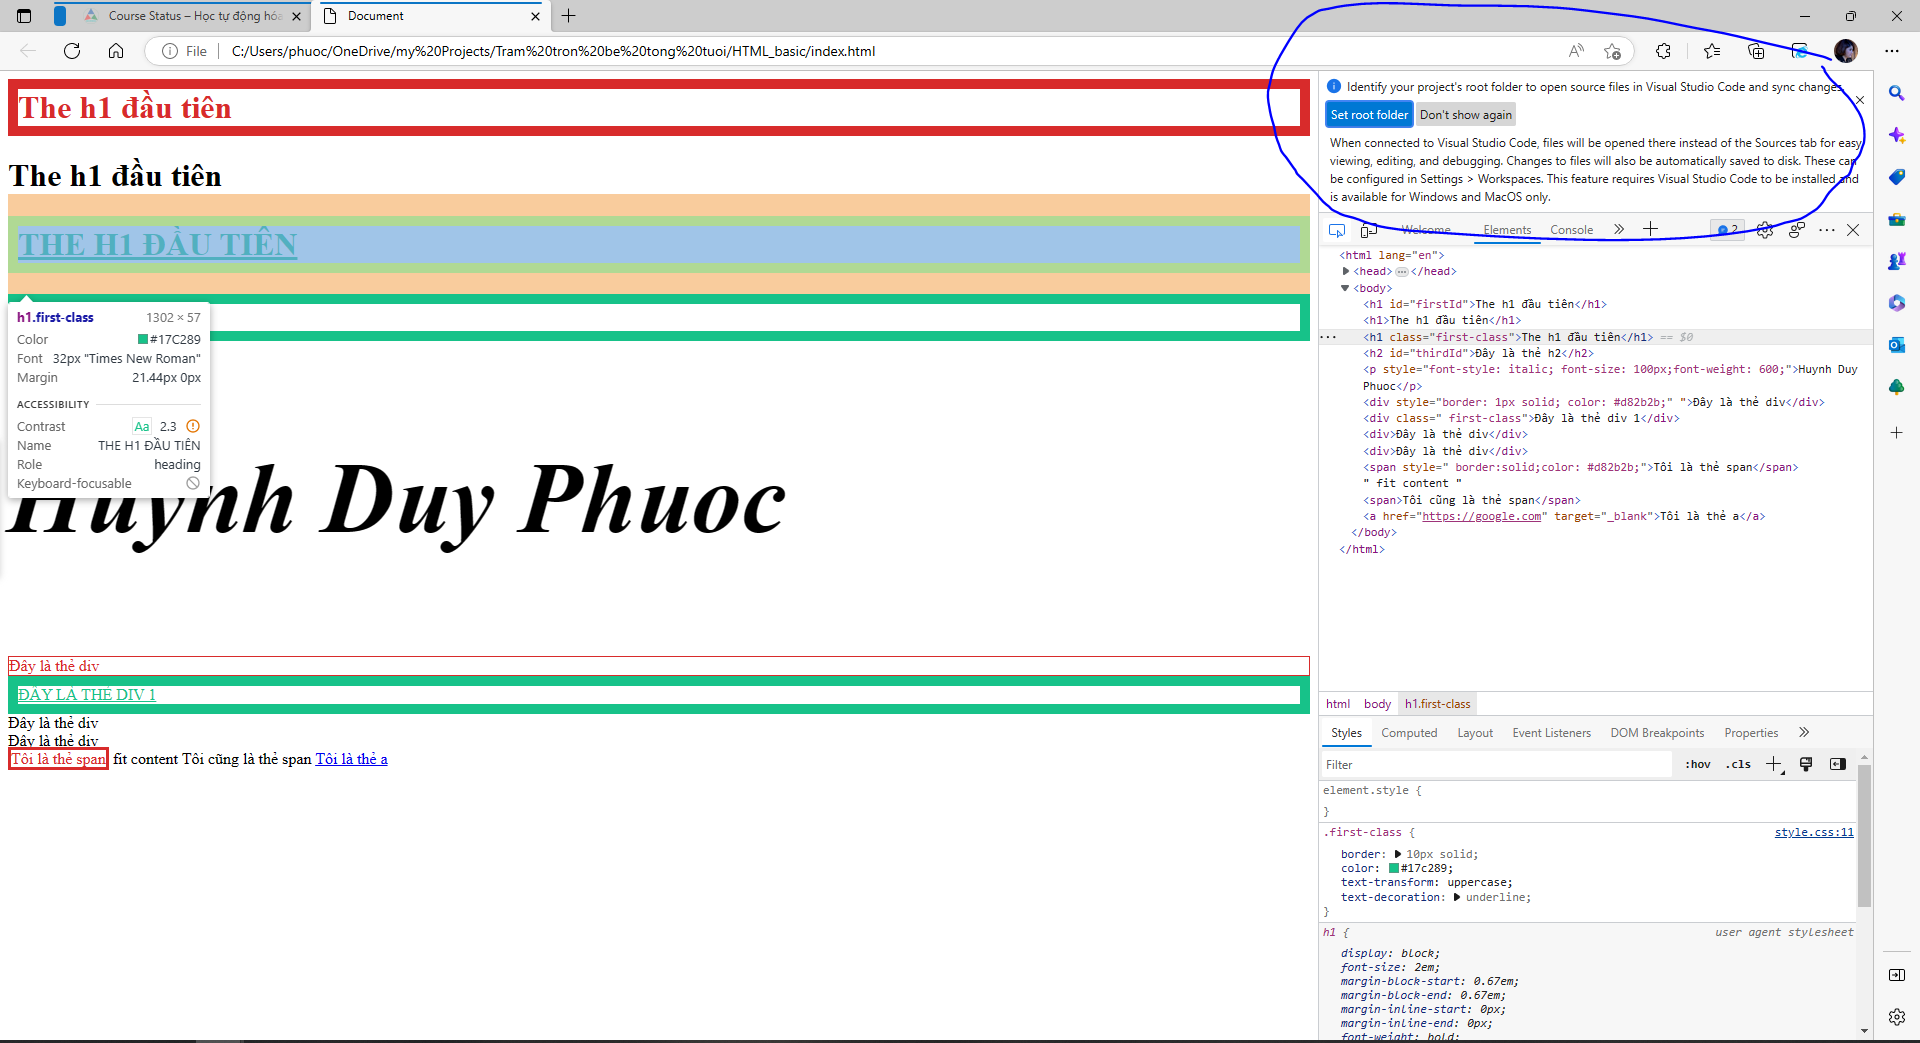 Course Status – Học tự động hóa
Document
File
C:/Users/phuoc/OneDrive/my%20Projects/Tram%20tron%20be%20tong%20tuoi/HTML_basic/index.html
The h1 đầu tiên
The h1 đầu tiên
THE H1 ĐẦU TIÊN
h1.first-class 1302 × 57
Color #17C289
Font 32px "Times New Roman"
Margin 21.44px 0px
ACCESSIBILITY
Contrast Aa 2.3
Name THE H1 ĐẦU TIÊN
Role heading
Keyboard-focusable
Huynh Duy Phuoc
Đây là thẻ div
ĐÂY LÀ THẺ DIV 1
Đây là thẻ div
Đây là thẻ div
Tôi là thẻ span fit content Tôi cũng là thẻ span Tôi là thẻ a
Identify your project's root folder to open source files in Visual Studio Code and sync changes.
Set root folder Don't show again
When connected to Visual Studio Code, files will be opened there instead of the Sources tab for easy
viewing, editing, and debugging. Changes to files will also be automatically saved to disk. These can
be configured in Settings > Workspaces. This feature requires Visual Studio Code to be installed and
is available for Windows and MacOS only.
Welcome Elements Console 2
<html lang="en">
<head>…</head>
<body>
<h1 id="firstId">The h1 đầu tiên</h1>
<h1>The h1 đầu tiên</h1>
<h1 class="first-class">The h1 đầu tiên</h1> == $0
<h2 id="thirdId">Đây là thẻ h2</h2>
<p style="font-style: italic; font-size: 100px;font-weight: 600;">Huynh Duy
Phuoc</p>
<div style="border: 1px solid; color: #d82b2b;" ">Đây là thẻ div</div>
<div class=" first-class">Đây là thẻ div 1</div>
<div>Đây là thẻ div</div>
<div>Đây là thẻ div</div>
<span style=" border:solid;color: #d82b2b;">Tôi là thẻ span</span>
" fit content "
<span>Tôi cũng là thẻ span</span>
<a href="https://google.com" target="_blank">Tôi là thẻ a</a>
</body>
</html>
html body h1.first-class
Styles Computed Layout Event Listeners DOM Breakpoints Properties
Filter :hov .cls
element.style {
}
.first-class { style.css:11
border: 10px solid;
color: #17c289;
text-transform: uppercase;
text-decoration: underline;
}
h1 { user agent stylesheet
display: block;
font-size: 2em;
margin-block-start: 0.67em;
margin-block-end: 0.67em;
margin-inline-start: 0px;
margin-inline-end: 0px;
font-weight: bold;